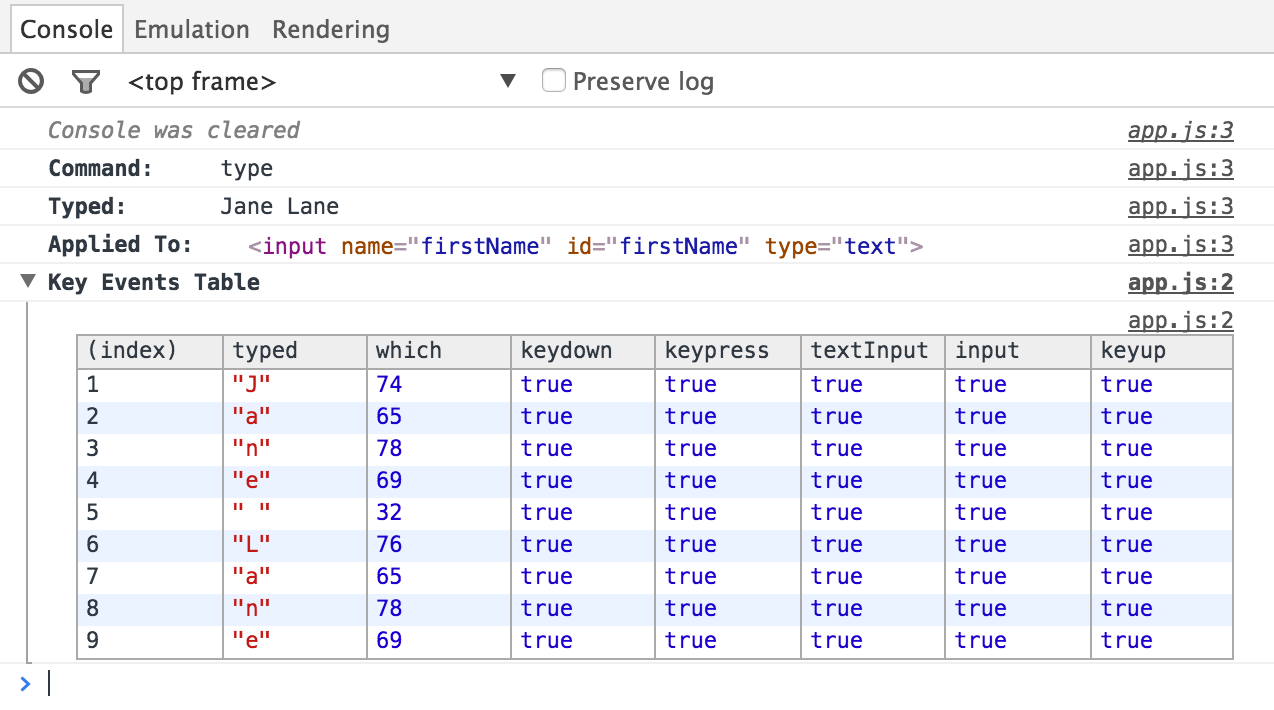 Console Emulation Rendering
<top frame> ▼ Preserve log
Console was cleared app.js:3
Command: type app.js:3
Typed: Jane Lane app.js:3
Applied To: <input name="firstName" id="firstName" type="text"> app.js:3
▼ Key Events Table app.js:2
app.js:2
(index) typed which keydown keypress textInput input keyup
1 "J" 74 true true true true true
2 "a" 65 true true true true true
3 "n" 78 true true true true true
4 "e" 69 true true true true true
5 " " 32 true true true true true
6 "L" 76 true true true true true
7 "a" 65 true true true true true
8 "n" 78 true true true true true
9 "e" 69 true true true true true
>